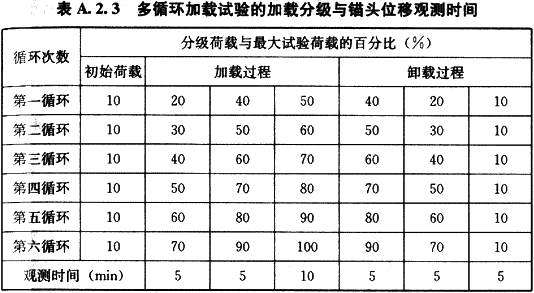 表 A.2.3 多循环加载试验的加载分级与锚头位移观测时间
循环次数 分级荷载与最大试验荷载的百分比（%）
初始荷载 加载过程 卸载过程
第一循环 10 20 40 50 40 20 10
第二循环 10 30 50 60 50 30 10
第三循环 10 40 60 70 60 40 10
第四循环 10 50 70 80 70 50 10
第五循环 10 60 80 90 80 60 10
第六循环 10 70 90 100 90 70 10
观测时间（min） 5 5 10 5 5 5